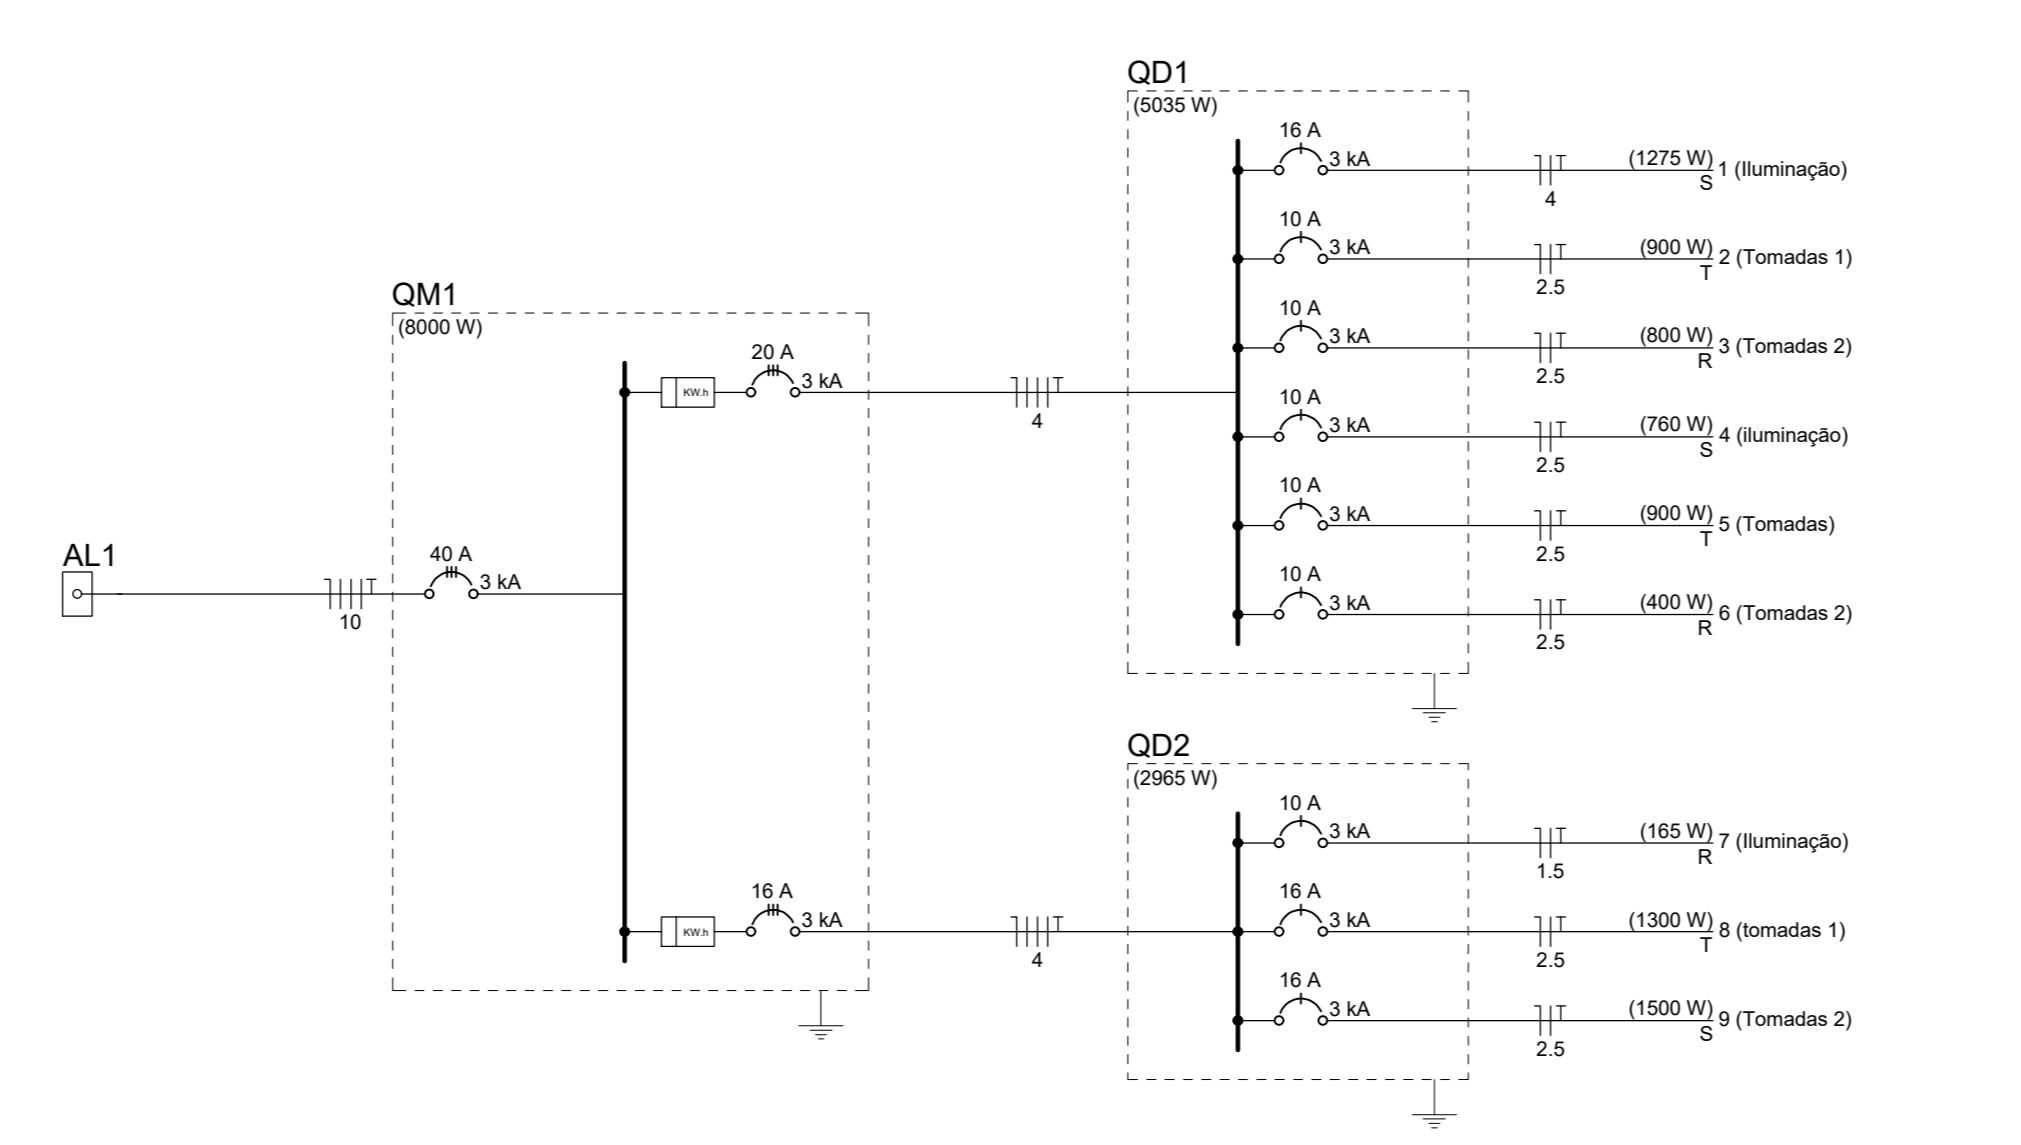 QD1
(5035 W)
16 A
3 kA
(1275 W)
1 (Iluminação)
S
4
10 A
3 kA
(900 W)
2 (Tomadas 1)
T
2.5
10 A
3 kA
(800 W)
3 (Tomadas 2)
R
2.5
10 A
3 kA
(760 W)
4 (iluminação)
S
2.5
10 A
3 kA
(900 W)
5 (Tomadas)
T
2.5
10 A
3 kA
(400 W)
6 (Tomadas 2)
R
2.5
QM1
(8000 W)
20 A
KW.h
3 kA
T
4
AL1
40 A
3 kA
T
10
16 A
KW.h
3 kA
T
4
QD2
(2965 W)
10 A
3 kA
(165 W)
7 (Iluminação)
R
1.5
16 A
3 kA
(1300 W)
8 (tomadas 1)
T
2.5
16 A
3 kA
(1500 W)
9 (Tomadas 2)
S
2.5